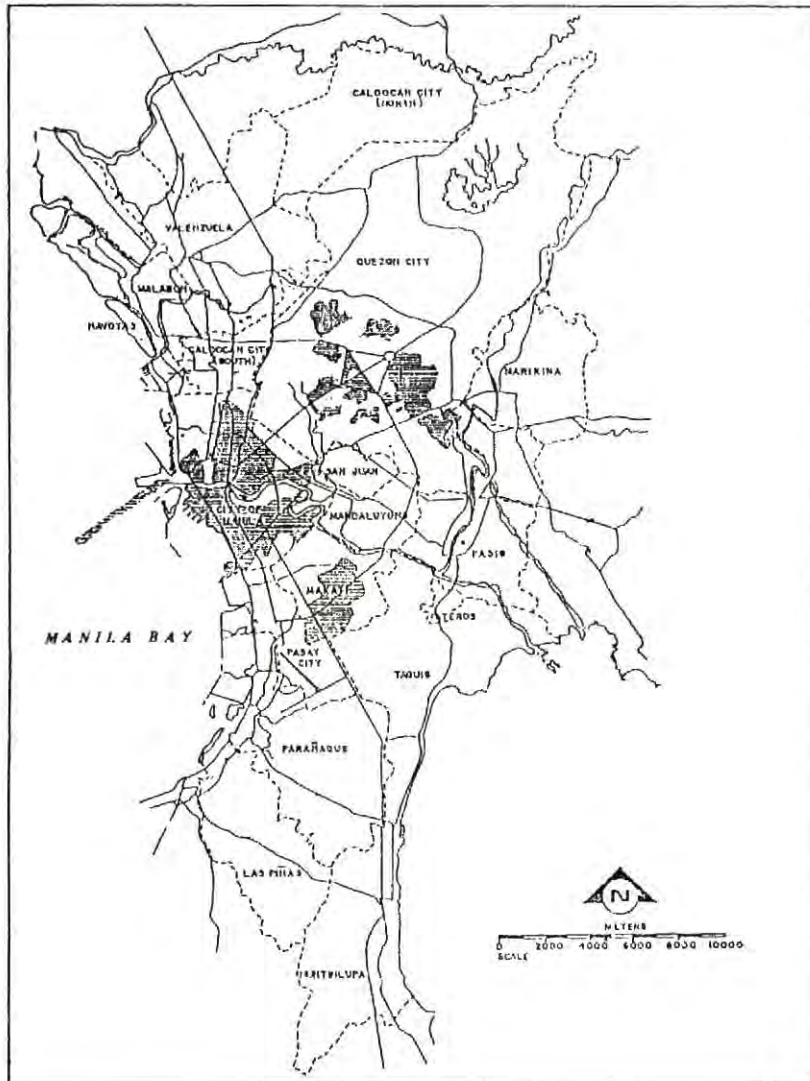 CALOOCAN CITY
(NORTH)
VALENZUELA
QUEZON CITY
MALABON
NAVOTAS
CALOOCAN CITY
(SOUTH)
MARIKINA
SAN JUAN
CITY OF
MANILA
MANDALUYONG
PASIG
MAKATI
MANILA BAY
PASAY
CITY
TAGUIG
PARAÑAQUE
LAS PIÑAS
N
METERS
0 2000 4000 6000 8000 10000
SCALE